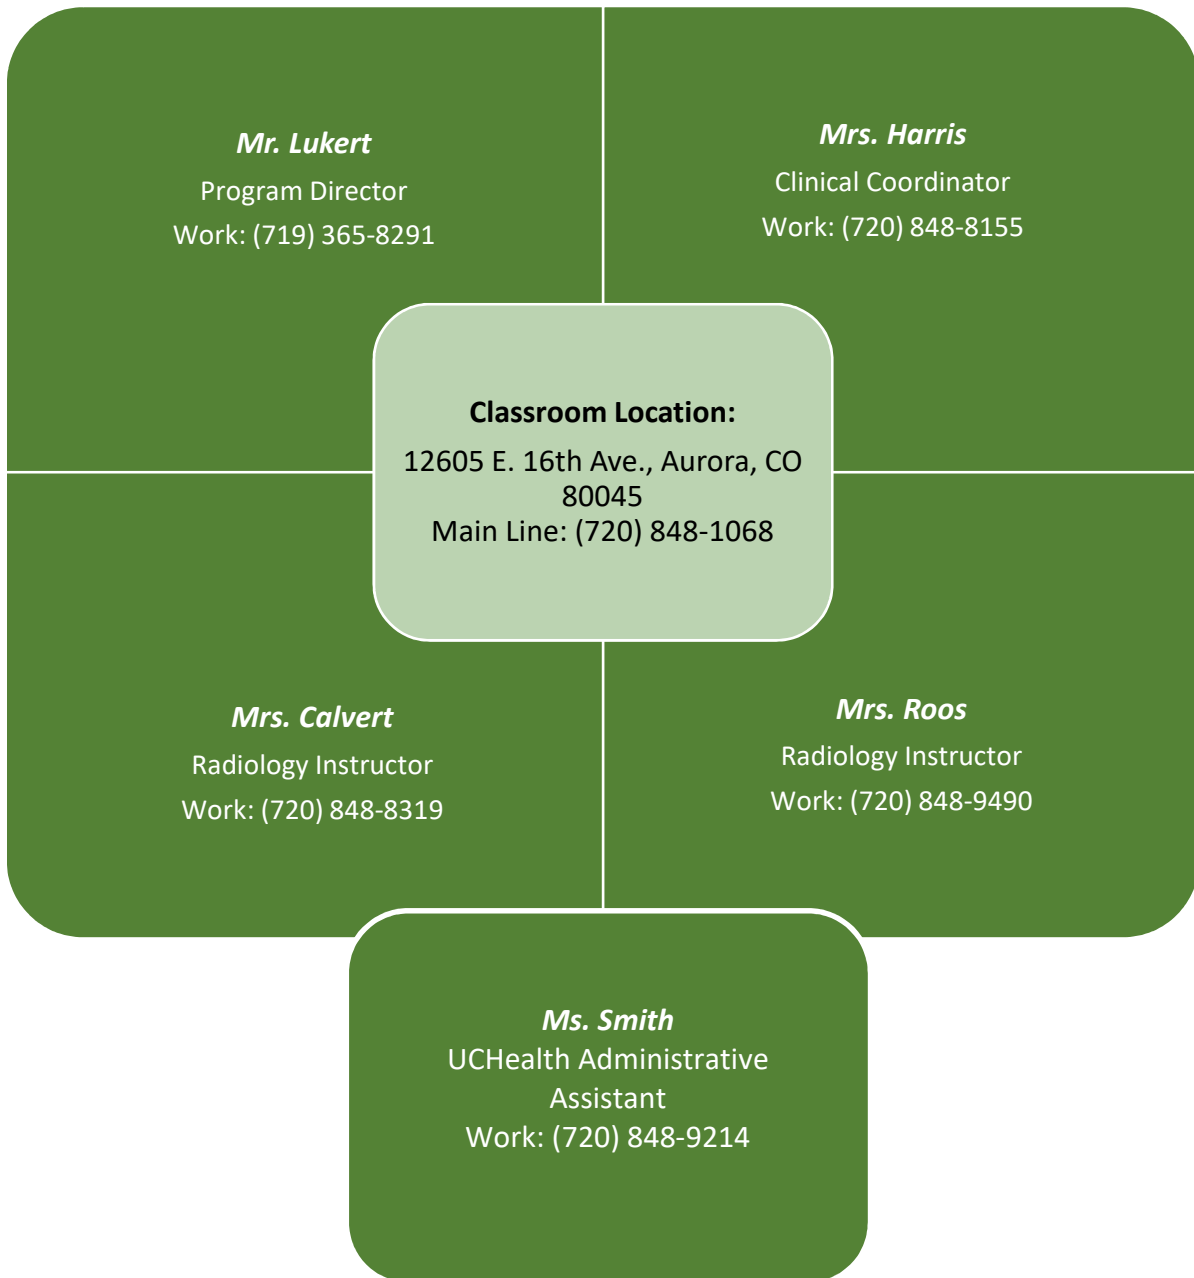 Mr. Lukert
Program Director
Work: (719) 365-8291
Mrs. Harris
Clinical Coordinator
Work: (720) 848-8155
Classroom Location:
12605 E. 16th Ave., Aurora, CO
80045
Main Line: (720) 848-1068
Mrs. Calvert
Radiology Instructor
Work: (720) 848-8319
Mrs. Roos
Radiology Instructor
Work: (720) 848-9490
Ms. Smith
UCHealth Administrative
Assistant
Work: (720) 848-9214